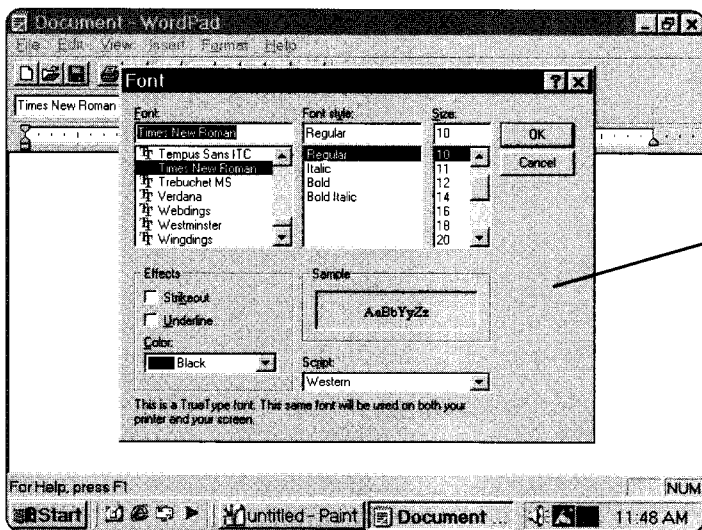 Document - WordPad
File Edit View Insert Format Help
Times New Roman
Font
Font: Font style: Size:
Times New Roman Regular 10 OK
Cancel
Tempus Sans ITC Regular 10
Times New Roman Italic 11
Trebuchet MS Bold 12
Verdana Bold Italic 14
Webdings 16
Westminster 18
Wingdings 20
Effects Sample
Strikeout AaBbYyZz
Underline
Color:
Black Script:
Western
This is a TrueType font. This same font will be used on both your
printer and your screen.
For Help, press F1 NUM
Start untitled - Paint Document ... 11:48 AM